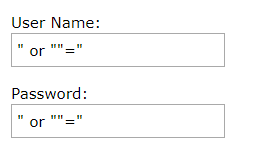 User Name:
" or ""="
Password:
" or ""="